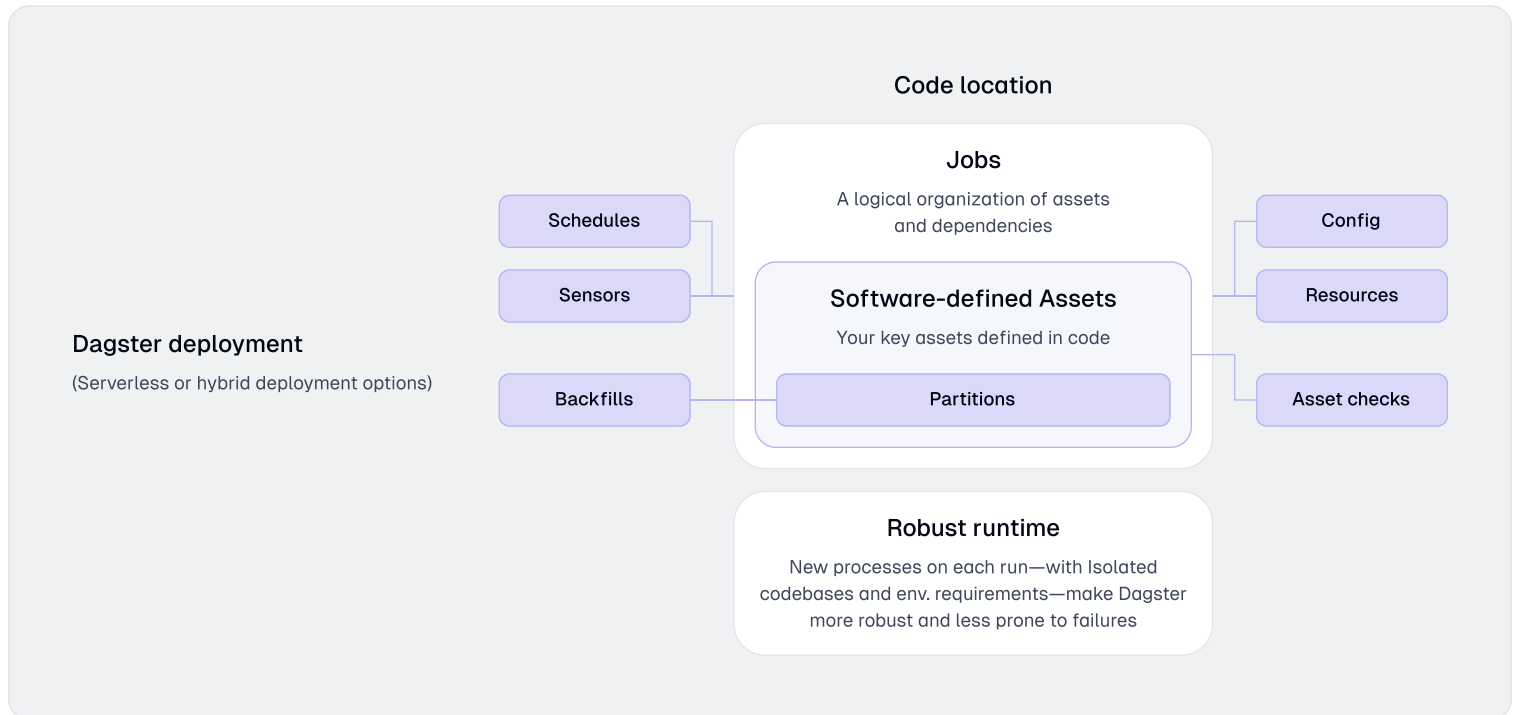 Code location
Jobs
A logical organization of assets
and dependencies
Schedules
Config
Sensors
Software-defined Assets
Resources
Your key assets defined in code
Dagster deployment
(Serverless or hybrid deployment options)
Backfills
Partitions
Asset checks
Robust runtime
New processes on each run—with Isolated
codebases and env. requirements—make Dagster
more robust and less prone to failures